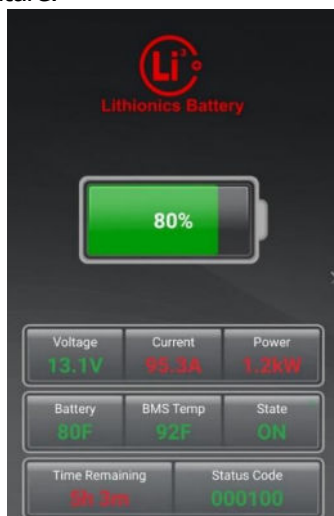 Li³
Lithionics Battery
80%
Voltage Current Power
13.1V 95.3A 1.2kW
Battery BMS Temp State
80F 92F ON
Time Remaining Status Code
5h 3m 000100